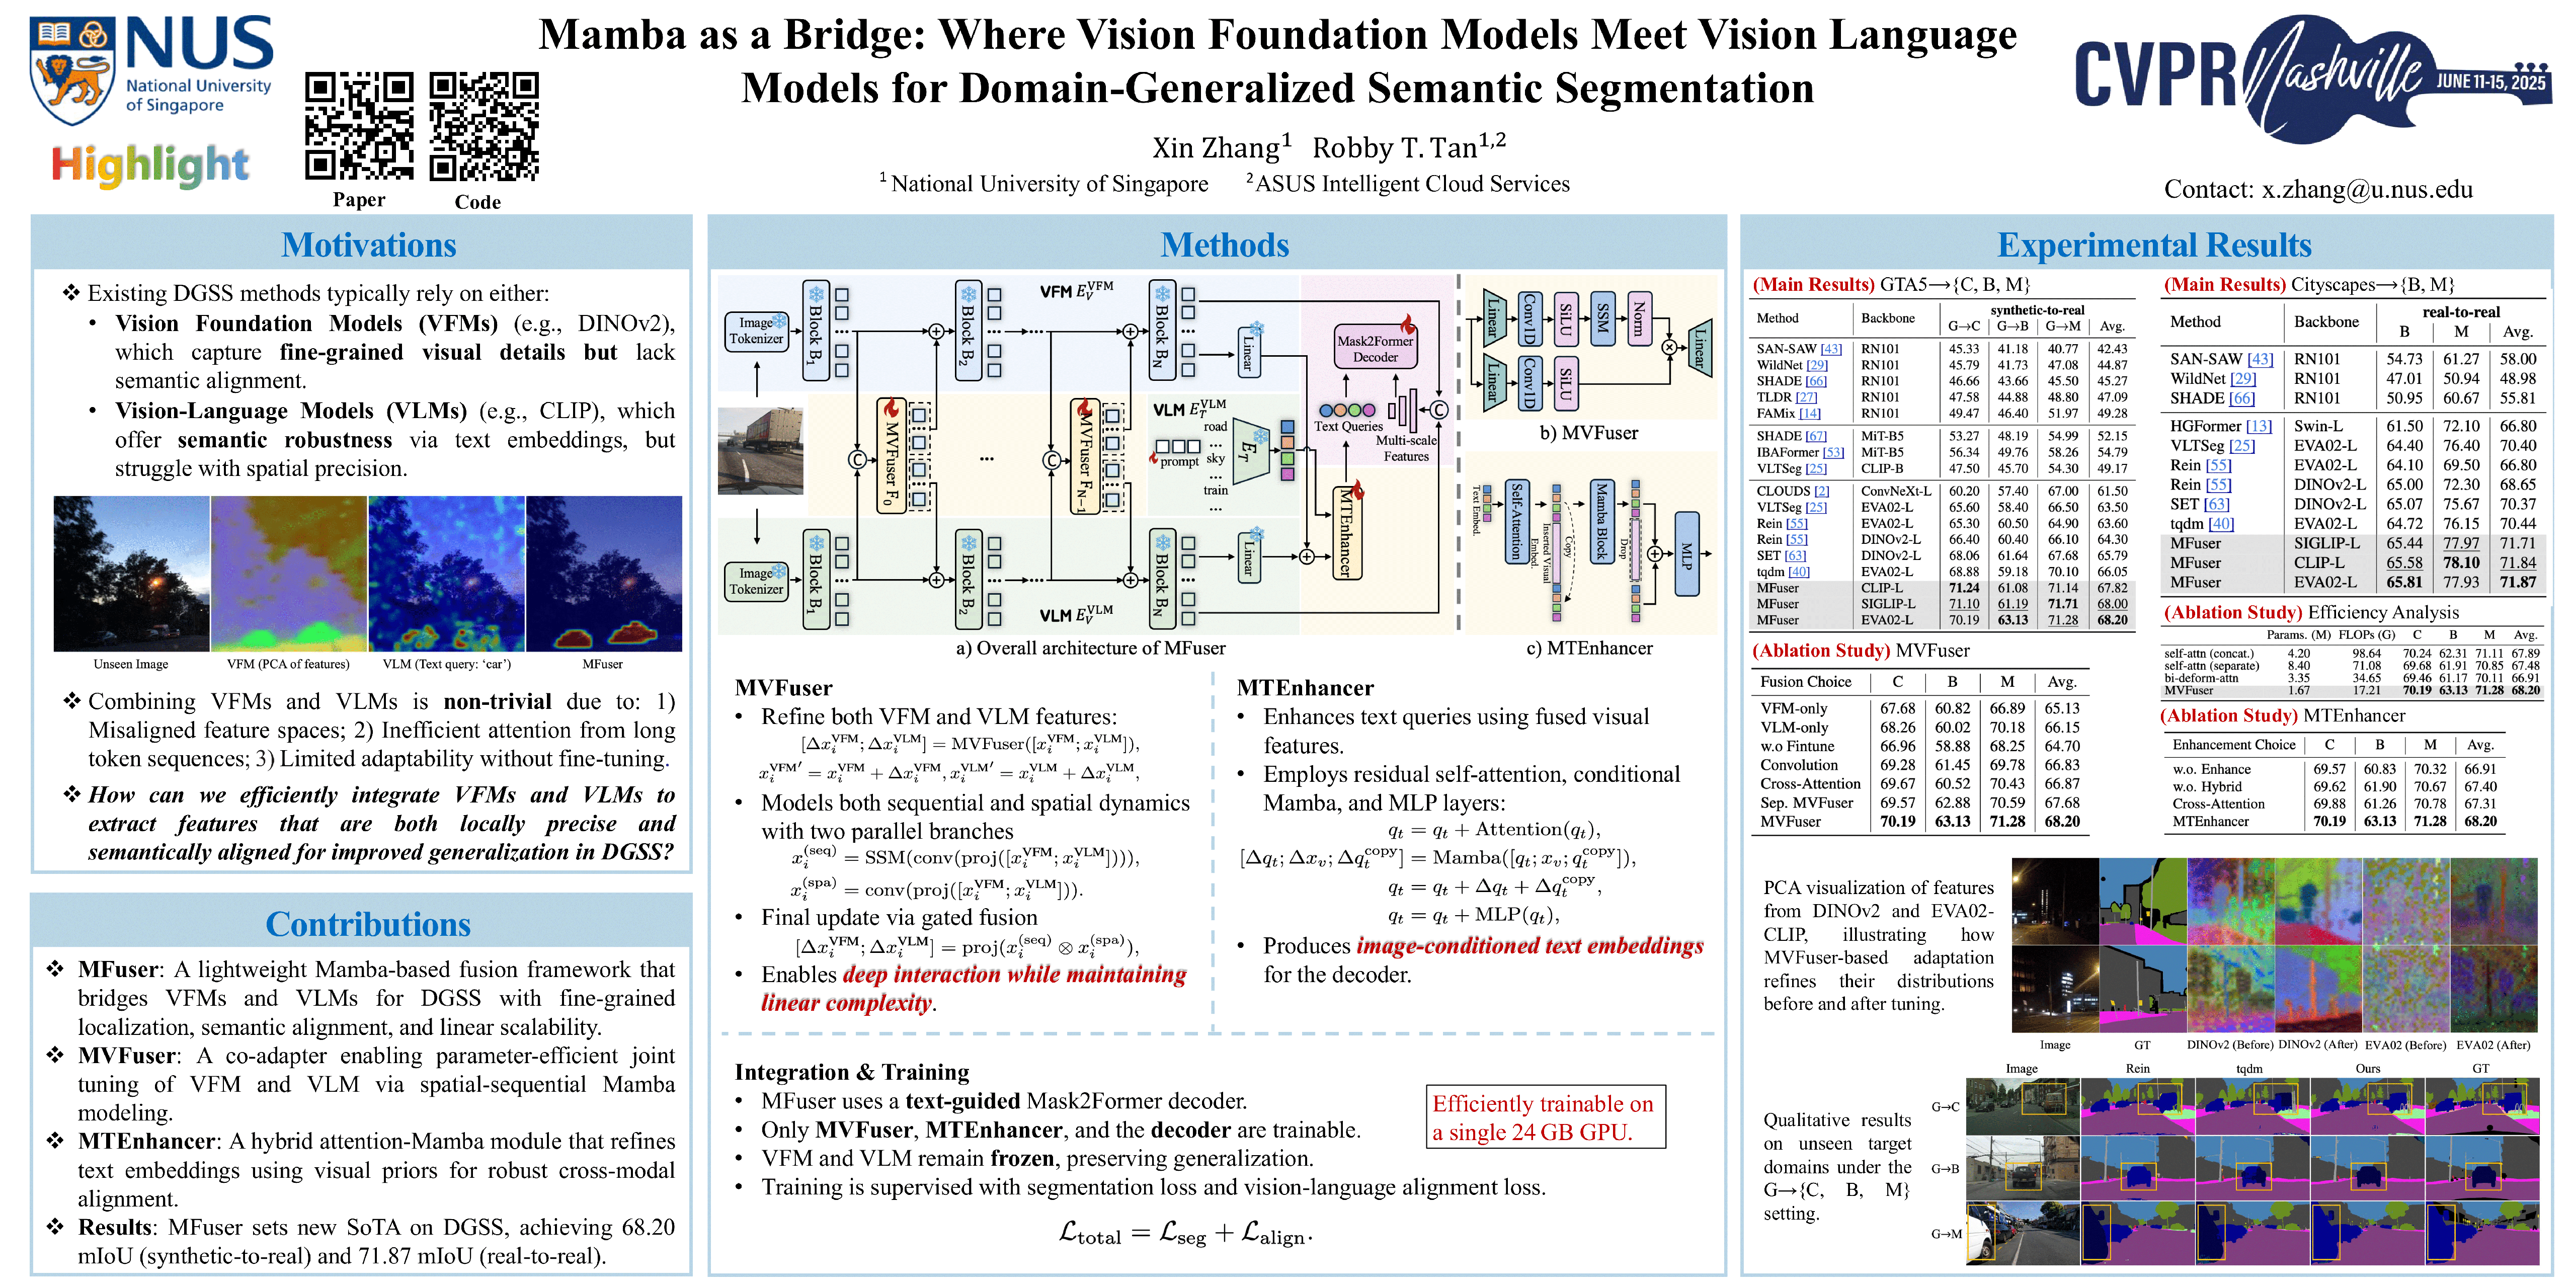 NUS
National University
of Singapore
Highlight
Paper
Code
Mamba as a Bridge: Where Vision Foundation Models Meet Vision Language
Models for Domain-Generalized Semantic Segmentation
Xin Zhang¹ Robby T. Tan¹,²
¹ National University of Singapore ² ASUS Intelligent Cloud Services
CVPR Nashville JUNE 11-15, 2025
Contact: x.zhang@u.nus.edu
Motivations
❖ Existing DGSS methods typically rely on either:
• Vision Foundation Models (VFMs) (e.g., DINOv2),
which capture fine-grained visual details but lack
semantic alignment.
• Vision-Language Models (VLMs) (e.g., CLIP), which
offer semantic robustness via text embeddings, but
struggle with spatial precision.
Unseen Image
VFM (PCA of features)
VLM (Text query: 'car')
MFuser
❖ Combining VFMs and VLMs is non-trivial due to: 1)
Misaligned feature spaces; 2) Inefficient attention from long
token sequences; 3) Limited adaptability without fine-tuning.
❖ How can we efficiently integrate VFMs and VLMs to
extract features that are both locally precise and
semantically aligned for improved generalization in DGSS?
Contributions
❖ MFuser: A lightweight Mamba-based fusion framework that
bridges VFMs and VLMs for DGSS with fine-grained
localization, semantic alignment, and linear scalability.
❖ MVFuser: A co-adapter enabling parameter-efficient joint
tuning of VFM and VLM via spatial-sequential Mamba
modeling.
❖ MTEnhancer: A hybrid attention-Mamba module that refines
text embeddings using visual priors for robust cross-modal
alignment.
❖ Results: MFuser sets new SoTA on DGSS, achieving 68.20
mIoU (synthetic-to-real) and 71.87 mIoU (real-to-real).
Methods
Image
Tokenizer
Block B₁
Block B₂
VFM E_V^VFM
Block B_N
Linear
Mask2Former
Decoder
MVFuser F₀
...
MVFuser F_N-1
VLM E_T^VLM
road
...
prompt
sky
...
train
...
E_T
Text Queries
Multi-scale
Features
C
C
C
MTEnhancer
Image
Tokenizer
Block B₁
Block B₂
VLM E_V^VLM
Block B_N
Linear
a) Overall architecture of MFuser
Linear
Conv1D
SiLU
SSM
Norm
Linear
Linear
Conv1D
SiLU
b) MVFuser
Text Embed.
Self-Attention
Inserted Visual
Embed.
Copy
Mamba Block
Drop
MLP
c) MTEnhancer
MVFuser
• Refine both VFM and VLM features:
[Δx_i^VFM; Δx_i^VLM] = MVFuser([x_i^VFM; x_i^VLM]),
x_i^VFM′ = x_i^VFM + Δx_i^VFM, x_i^VLM′ = x_i^VLM + Δx_i^VLM,
• Models both sequential and spatial dynamics
with two parallel branches
x_i^(seq) = SSM(conv(proj([x_i^VFM; x_i^VLM]))),
x_i^(spa) = conv(proj([x_i^VFM; x_i^VLM])).
• Final update via gated fusion
[Δx_i^VFM; Δx_i^VLM] = proj(x_i^(seq) ⊗ x_i^(spa)),
• Enables deep interaction while maintaining
linear complexity.
MTEnhancer
• Enhances text queries using fused visual
features.
• Employs residual self-attention, conditional
Mamba, and MLP layers:
q_t = q_t + Attention(q_t),
[Δq_t; Δx_v; Δq_t^copy] = Mamba([q_t; x_v; q_t^copy]),
q_t = q_t + Δq_t + Δq_t^copy,
q_t = q_t + MLP(q_t),
• Produces image-conditioned text embeddings
for the decoder.
Integration & Training
• MFuser uses a text-guided Mask2Former decoder.
• Only MVFuser, MTEnhancer, and the decoder are trainable.
• VFM and VLM remain frozen, preserving generalization.
• Training is supervised with segmentation loss and vision-language alignment loss.
Efficiently trainable on
a single 24 GB GPU.
L_total = L_seg + L_align.
Experimental Results
(Main Results) GTA5→{C, B, M}
Method Backbone synthetic-to-real
G→C G→B G→M Avg.
SAN-SAW [43] RN101 45.33 41.18 40.77 42.43
WildNet [29] RN101 45.79 41.73 47.08 44.87
SHADE [66] RN101 46.66 43.66 45.50 45.27
TLDR [27] RN101 47.58 44.88 48.80 47.09
FAMix [14] RN101 49.47 46.40 51.97 49.28
SHADE [67] MiT-B5 53.27 48.19 54.99 52.15
IBAFormer [53] MiT-B5 56.34 49.76 58.26 54.79
VLTSeg [25] CLIP-B 47.50 45.70 54.30 49.17
CLOUDS [2] ConvNeXt-L 60.20 57.40 67.00 61.50
VLTSeg [25] EVA02-L 65.60 58.40 66.50 63.50
Rein [55] EVA02-L 65.30 60.50 64.90 63.60
Rein [55] DINOv2-L 66.40 60.40 66.10 64.30
SET [63] DINOv2-L 68.06 61.64 67.68 65.79
tqdm [40] EVA02-L 68.88 59.18 70.10 66.05
MFuser CLIP-L 71.24 61.08 71.14 67.82
MFuser SIGLIP-L 71.10 61.19 71.71 68.00
MFuser EVA02-L 70.19 63.13 71.28 68.20
(Ablation Study) MVFuser
Fusion Choice C B M Avg.
VFM-only 67.68 60.82 66.89 65.13
VLM-only 68.26 60.02 70.18 66.15
w.o Fintune 66.96 58.88 68.25 64.70
Convolution 69.28 61.45 69.78 66.83
Cross-Attention 69.67 60.52 70.43 66.87
Sep. MVFuser 69.57 62.88 70.59 67.68
MVFuser 70.19 63.13 71.28 68.20
(Main Results) Cityscapes→{B, M}
Method Backbone real-to-real
B M Avg.
SAN-SAW [43] RN101 54.73 61.27 58.00
WildNet [29] RN101 47.01 50.94 48.98
SHADE [66] RN101 50.95 60.67 55.81
HGFormer [13] Swin-L 61.50 72.10 66.80
VLTSeg [25] EVA02-L 64.40 76.40 70.40
Rein [55] EVA02-L 64.10 69.50 66.80
Rein [55] DINOv2-L 65.00 72.30 68.65
SET [63] DINOv2-L 65.07 75.67 70.37
tqdm [40] EVA02-L 64.72 76.15 70.44
MFuser SIGLIP-L 65.44 77.97 71.71
MFuser CLIP-L 65.58 78.10 71.84
MFuser EVA02-L 65.81 77.93 71.87
(Ablation Study) Efficiency Analysis
Params. (M) FLOPs (G) C B M Avg.
self-attn (concat.) 4.20 98.64 70.24 62.31 71.11 67.89
self-attn (separate) 8.40 71.08 69.68 61.91 70.85 67.48
bi-deform-attn 3.35 34.65 69.46 61.17 70.11 66.91
MVFuser 1.67 17.21 70.19 63.13 71.28 68.20
(Ablation Study) MTEnhancer
Enhancement Choice C B M Avg.
w.o. Enhance 69.57 60.83 70.32 66.91
w.o. Hybrid 69.62 61.90 70.67 67.40
Cross-Attention 69.88 61.26 70.78 67.31
MTEnhancer 70.19 63.13 71.28 68.20
PCA visualization of features
from DINOv2 and EVA02-
CLIP, illustrating how
MVFuser-based adaptation
refines their distributions
before and after tuning.
Image
GT
DINOv2 (Before)
DINOv2 (After)
EVA02 (Before)
EVA02 (After)
Image
Rein
tqdm
Ours
GT
G→C
G→B
G→M
Qualitative results
on unseen target
domains under the
G→{C, B, M}
setting.